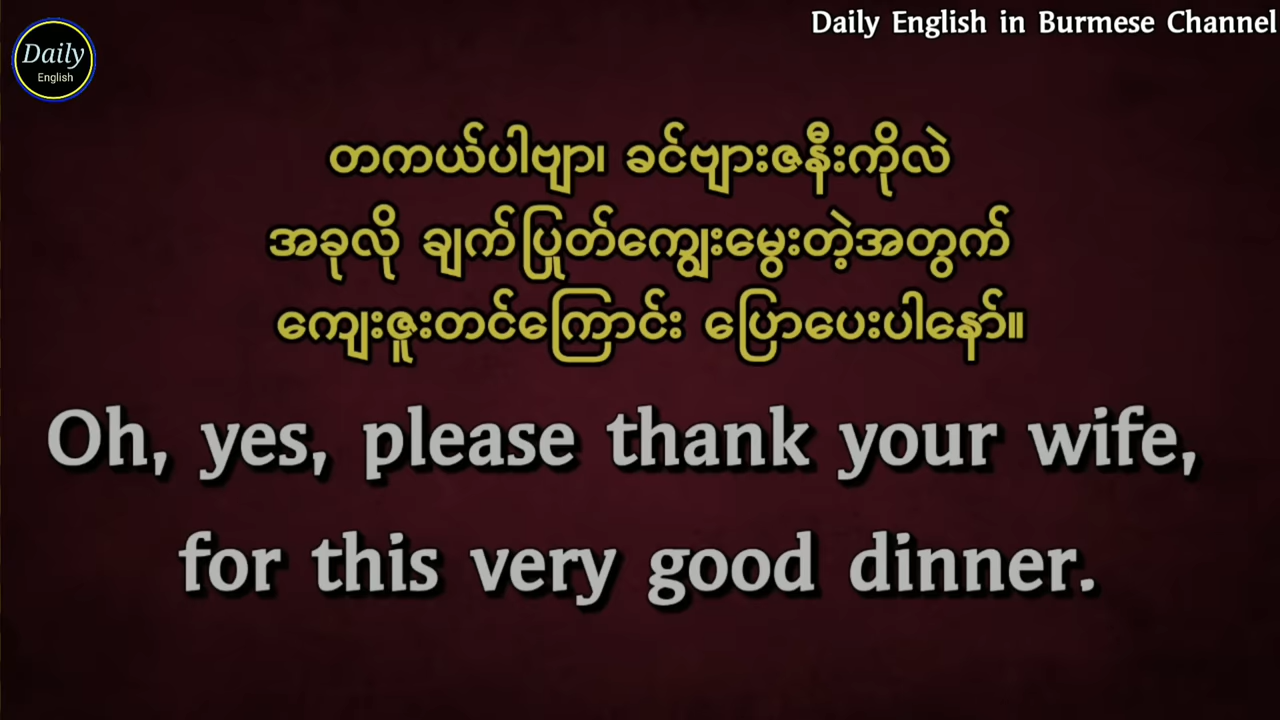 Daily English in Burmese Channel
Daily
English
တကယ်ပါဗျာ၊ ခင်ဗျားဇနီးကိုလဲ
အခုလို ချက်ပြုတ်ကျွေးမွေးတဲ့အတွက်
ကျေးဇူးတင်ကြောင်း ပြောပေးပါနော်။
Oh, yes, please thank your wife,
for this very good dinner.